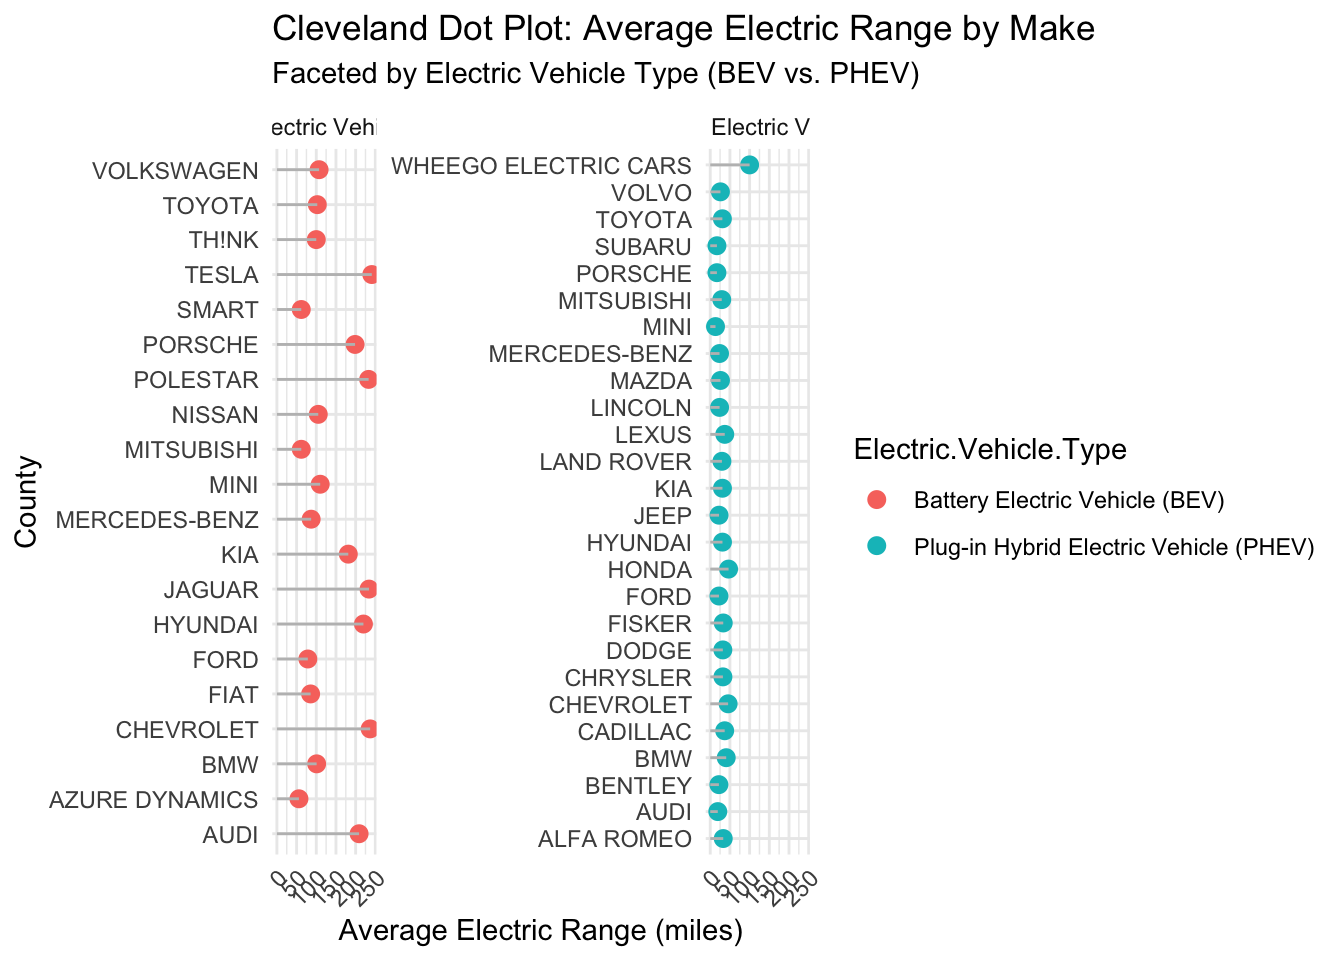 Cleveland Dot Plot: Average Electric Range by Make
Faceted by Electric Vehicle Type (BEV vs. PHEV)
ectric Vehi
VOLKSWAGEN
TOYOTA
TH!NK
TESLA
SMART
PORSCHE
POLESTAR
NISSAN
MITSUBISHI
MINI
MERCEDES-BENZ
KIA
JAGUAR
HYUNDAI
FORD
FIAT
CHEVROLET
BMW
AZURE DYNAMICS
AUDI
0 50 100 150 200 250
Electric V
WHEEGO ELECTRIC CARS
VOLVO
TOYOTA
SUBARU
PORSCHE
MITSUBISHI
MINI
MERCEDES-BENZ
MAZDA
LINCOLN
LEXUS
LAND ROVER
KIA
JEEP
HYUNDAI
HONDA
FORD
FISKER
DODGE
CHRYSLER
CHEVROLET
CADILLAC
BMW
BENTLEY
AUDI
ALFA ROMEO
0 50 100 150 200 250
County
Average Electric Range (miles)
Electric.Vehicle.Type
Battery Electric Vehicle (BEV)
Plug-in Hybrid Electric Vehicle (PHEV)